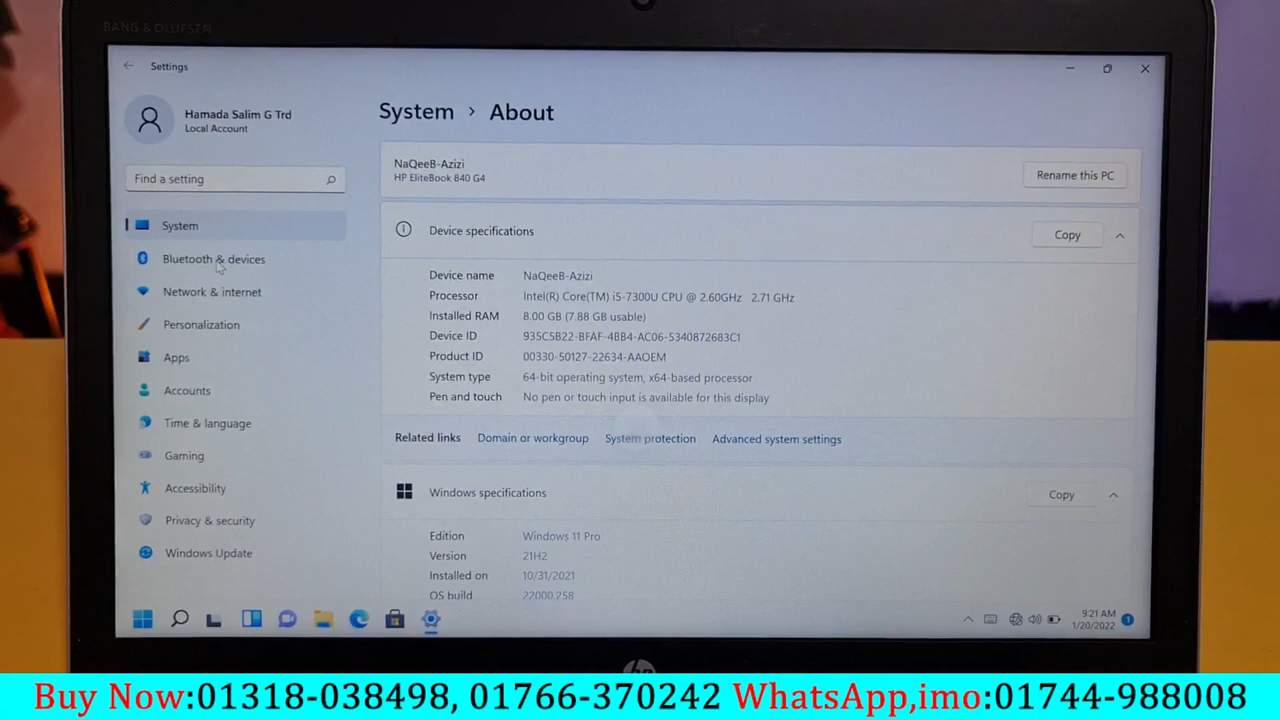 BANG & OLUFSEN
Settings
Hamada Salim G Trd
Local Account
Find a setting
System
Bluetooth & devices
Network & internet
Personalization
Apps
Accounts
Time & language
Gaming
Accessibility
Privacy & security
Windows Update
System > About
NaQeeB-Azizi
HP EliteBook 840 G4
Rename this PC
Device specifications
Copy
Device name NaQeeB-Azizi
Processor Intel(R) Core(TM) i5-7300U CPU @ 2.60GHz 2.71 GHz
Installed RAM 8.00 GB (7.88 GB usable)
Device ID 935C5B22-BFAF-4BB4-AC06-5340872683C1
Product ID 00330-50127-22634-AAOEM
System type 64-bit operating system, x64-based processor
Pen and touch No pen or touch input is available for this display
Related links Domain or workgroup System protection Advanced system settings
Windows specifications
Copy
Edition Windows 11 Pro
Version 21H2
Installed on 10/31/2021
OS build 22000.258
9:21 AM
1/20/2022
1
hp
Buy Now:01318-038498, 01766-370242 WhatsApp,imo:01744-988008